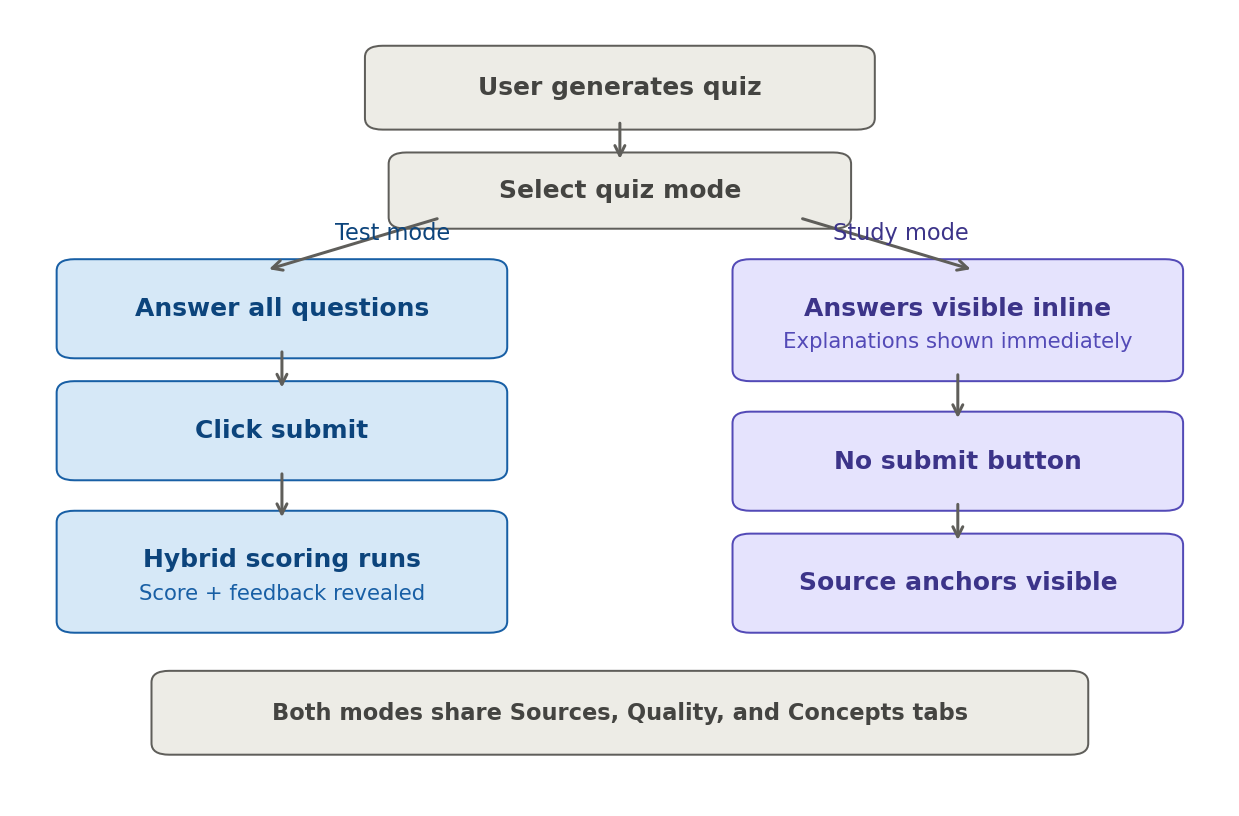 User generates quiz
Select quiz mode
Test mode
Study mode
Answer all questions
Click submit
Hybrid scoring runs
Score + feedback revealed
Answers visible inline
Explanations shown immediately
No submit button
Source anchors visible
Both modes share Sources, Quality, and Concepts tabs